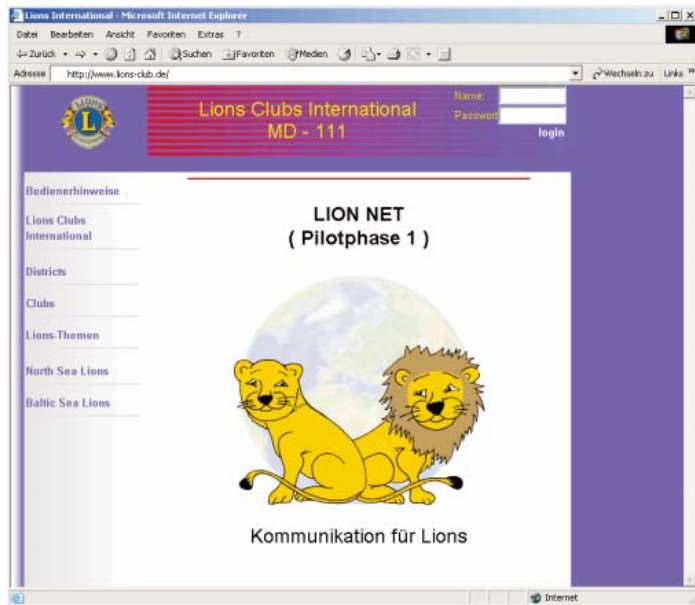 Lions International - Microsoft Internet Explorer
Datei Bearbeiten Ansicht Favoriten Extras ?
Zurück Suchen Favoriten Medien
Adresse http://www.lions-club.de/ Wechseln zu Links »
LIONS
L
Lions Clubs International
MD - 111
Name:
Passwort
login
Bedienerhinweise
Lions Clubs
International
Districts
Clubs
Lions-Themen
North Sea Lions
Baltic Sea Lions
LION NET
( Pilotphase 1 )
Kommunikation für Lions
Internet